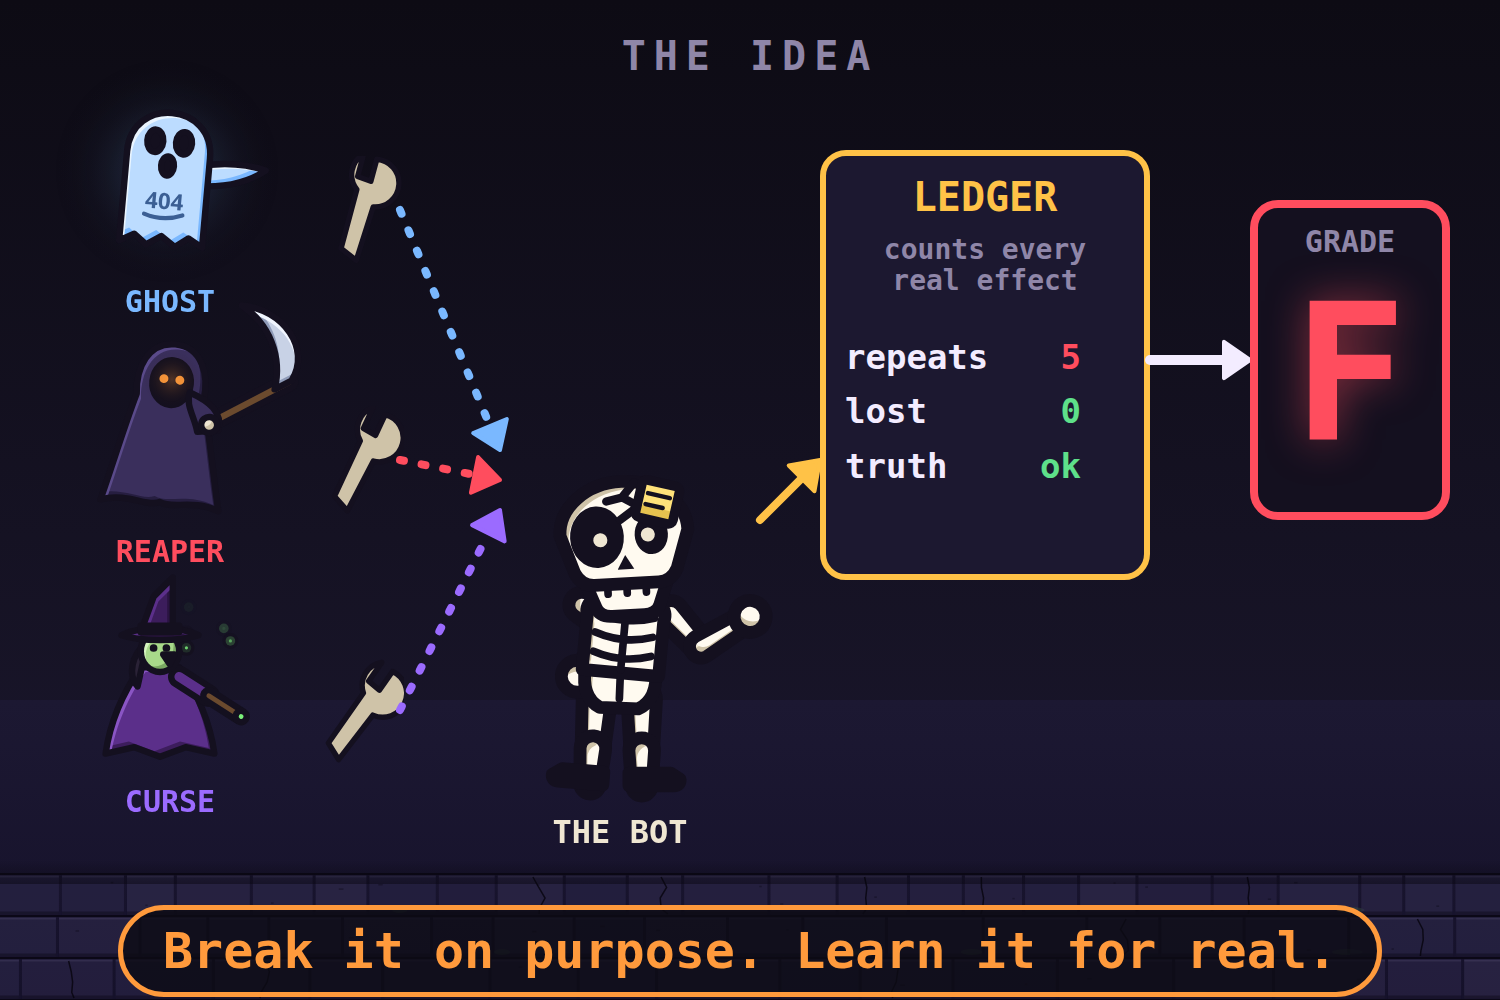 THE IDEA
404
GHOST
REAPER
CURSE
THE BOT
LEDGER
counts every
real effect
repeats 5
lost 0
truth ok
GRADE
F
Break it on purpose. Learn it for real.